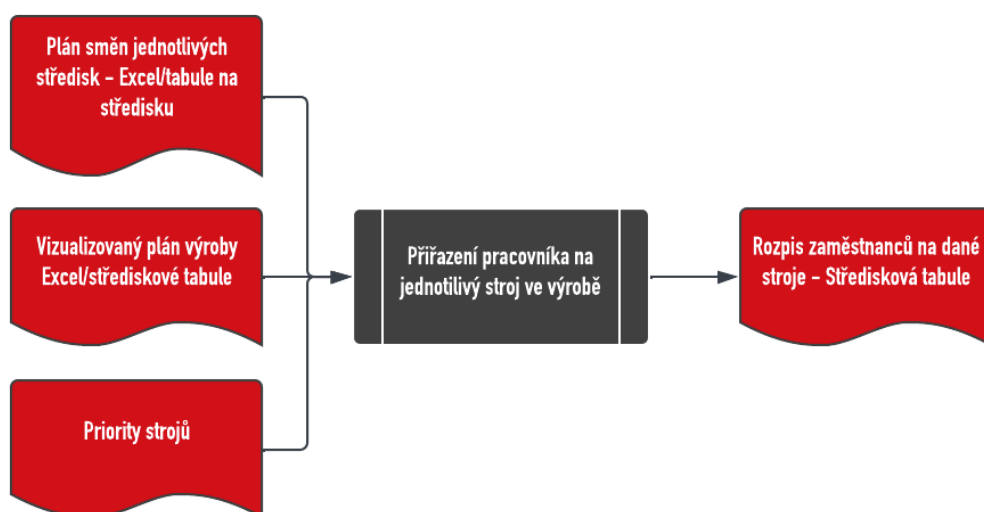 Plán směn jednotlivých
středisk – Excel/tabule na
středisku
Vizualizovaný plán výroby
Excel/střediskové tabule
Priority strojů
Přiřazení pracovníka na
jednotilivý stroj ve výrobě
Rozpis zaměstnanců na dané
stroje – Středisková tabule